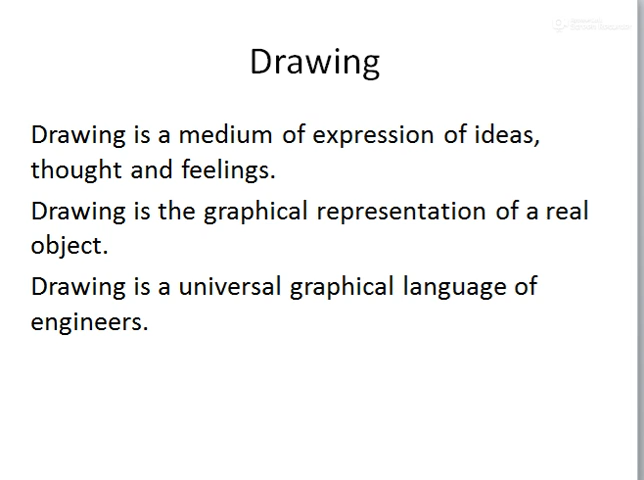 Drawing
Drawing is a medium of expression of ideas,
thought and feelings.
Drawing is the graphical representation of a real
object.
Drawing is a universal graphical language of
engineers.